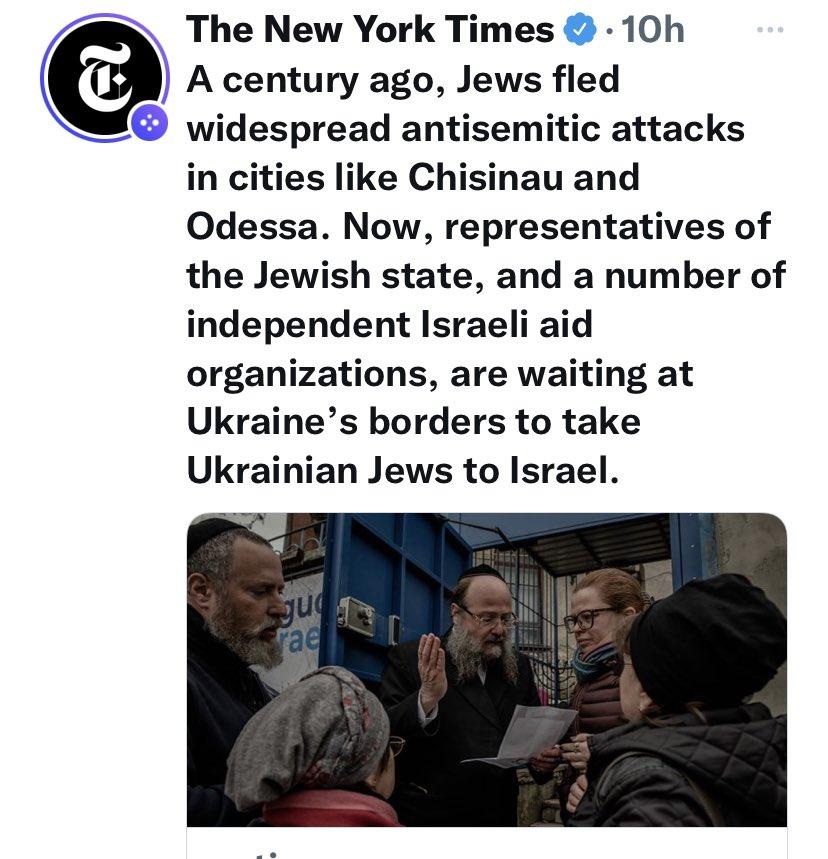 The New York Times · 10h
A century ago, Jews fled
widespread antisemitic attacks
in cities like Chisinau and
Odessa. Now, representatives of
the Jewish state, and a number of
independent Israeli aid
organizations, are waiting at
Ukraine’s borders to take
Ukrainian Jews to Israel.